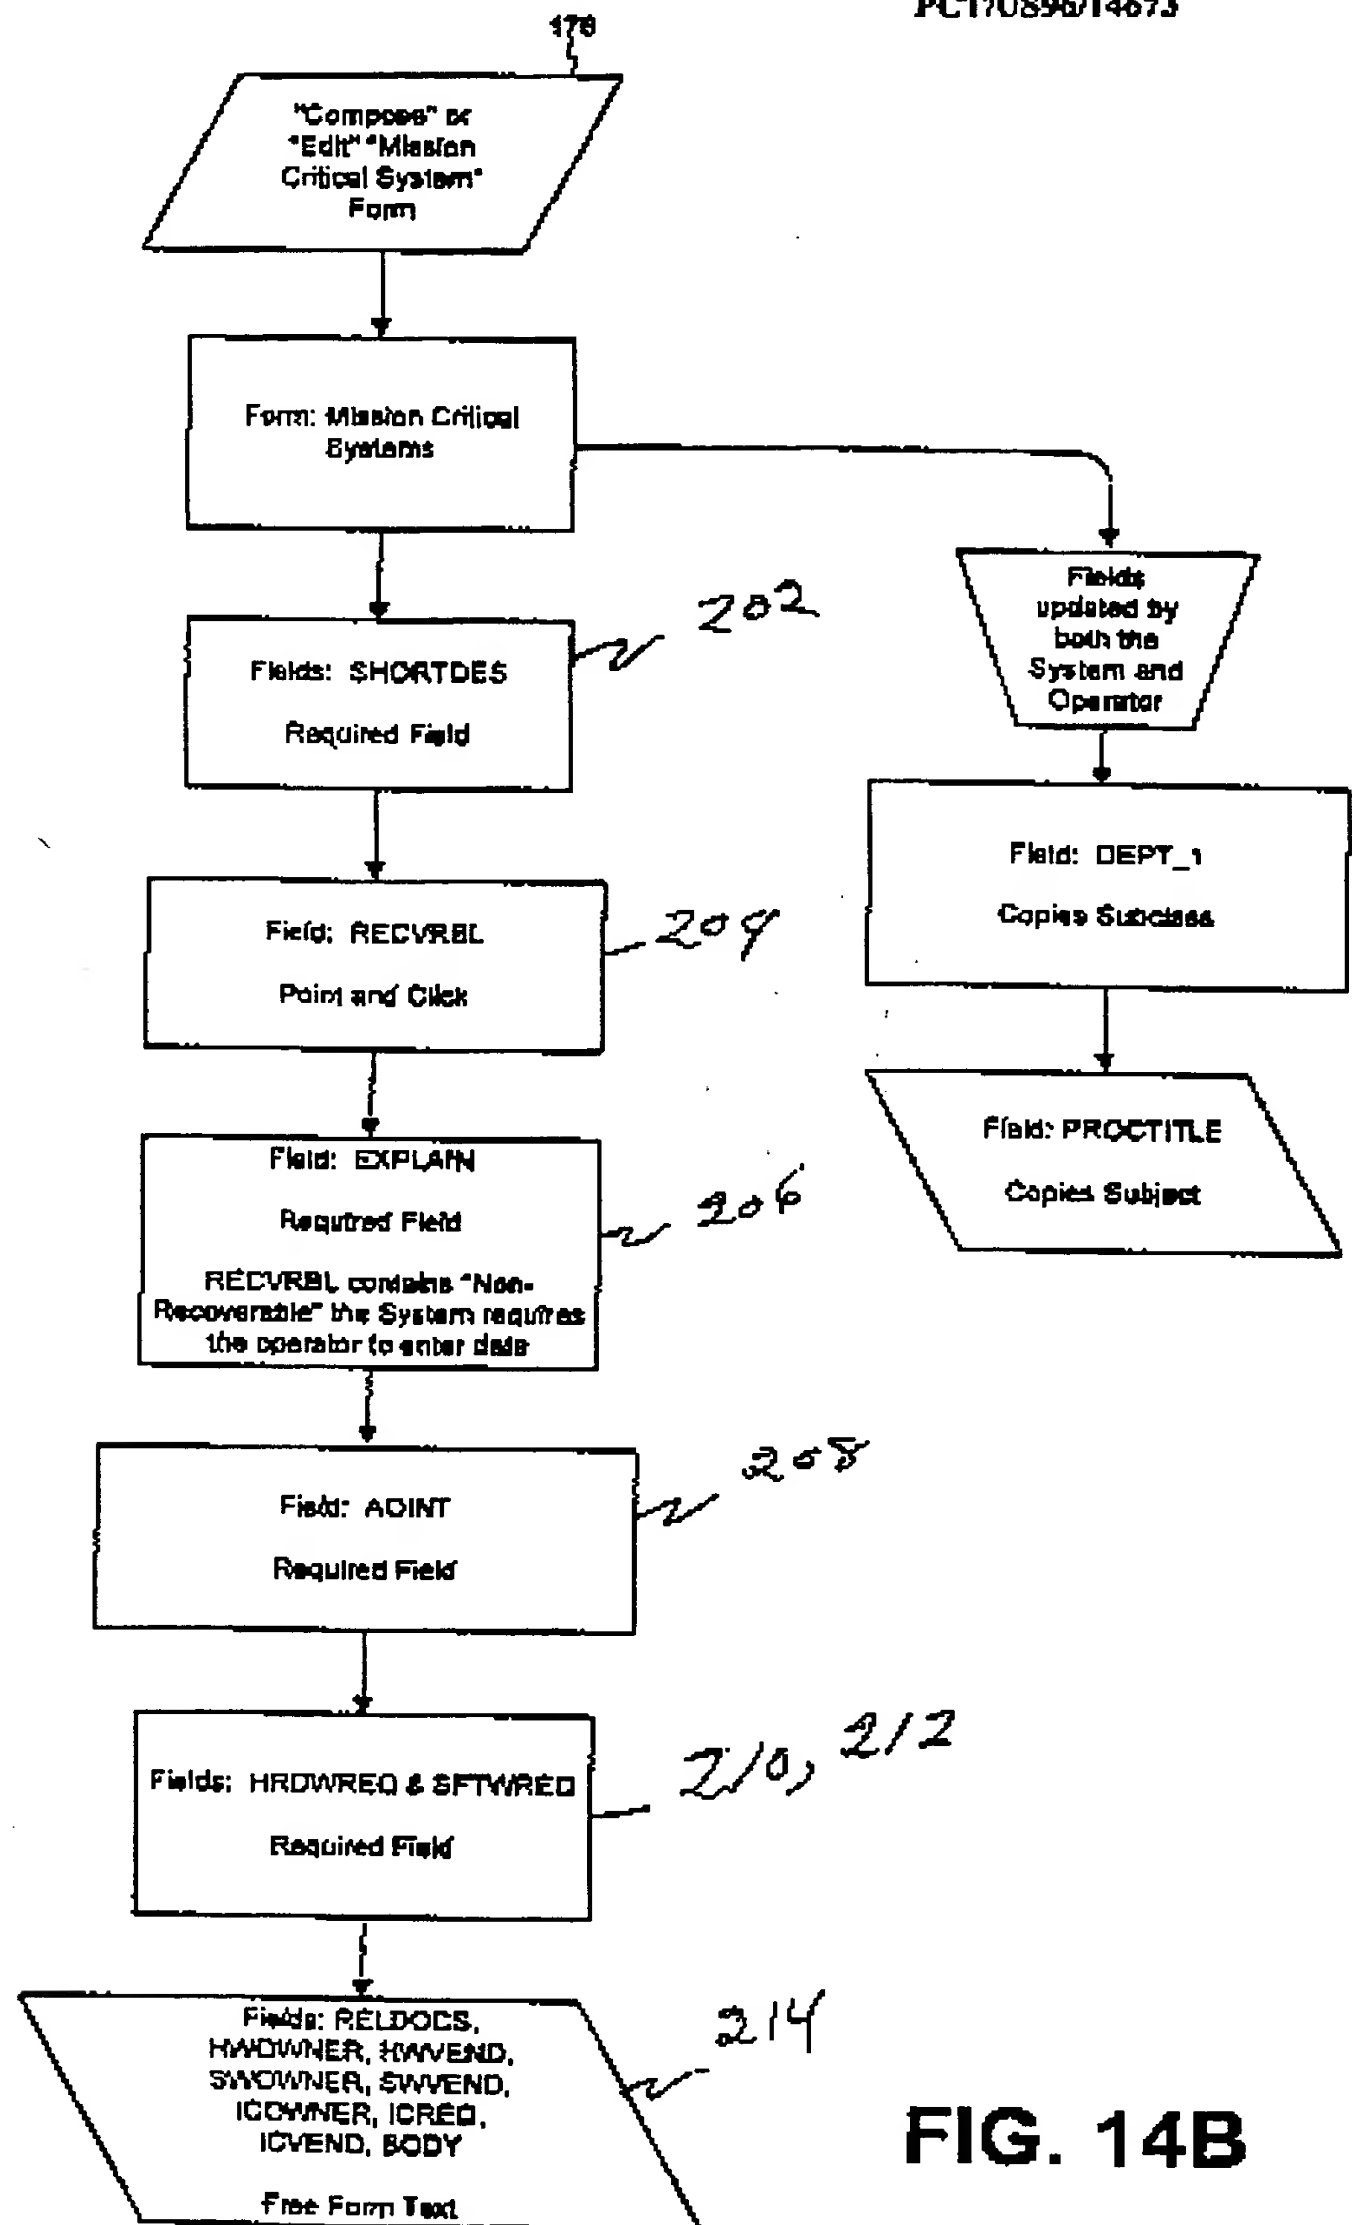 178
"Compose" or
"Edit" "Mission
Critical System"
Form
Form: Mission Critical
Systems
Fields: SHORTDES
Required Field
202
Field: RECVRBL
Point and Click
204
Field: EXPLAIN
Required Field
RECVRBL contains "Non-
Recoverable" the System requires
the operator to enter data
206
Field: AOINT
Required Field
208
Fields: HRDWREQ & SFTWREQ
Required Field
210, 212
Fields: RELDOCS,
HWOWNER, HWVEND,
SWOWNER, SWVEND,
ICOWNER, ICREQ,
ICVEND, BODY
Free Form Text
214
Fields
updated by
both the
System and
Operator
Field: DEPT_1
Copies Subclass
Field: PROCTITLE
Copies Subject
FIG. 14B